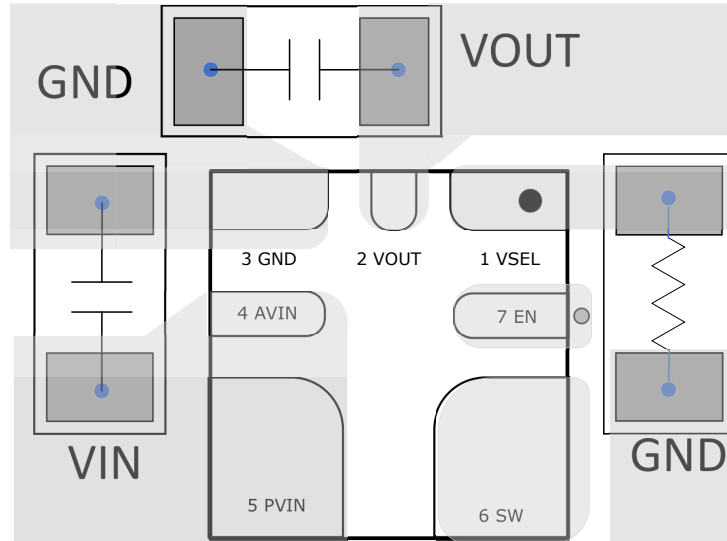 GND
VOUT
3 GND
2 VOUT
1 VSEL
4 AVIN
7 EN
VIN
GND
5 PVIN
6 SW